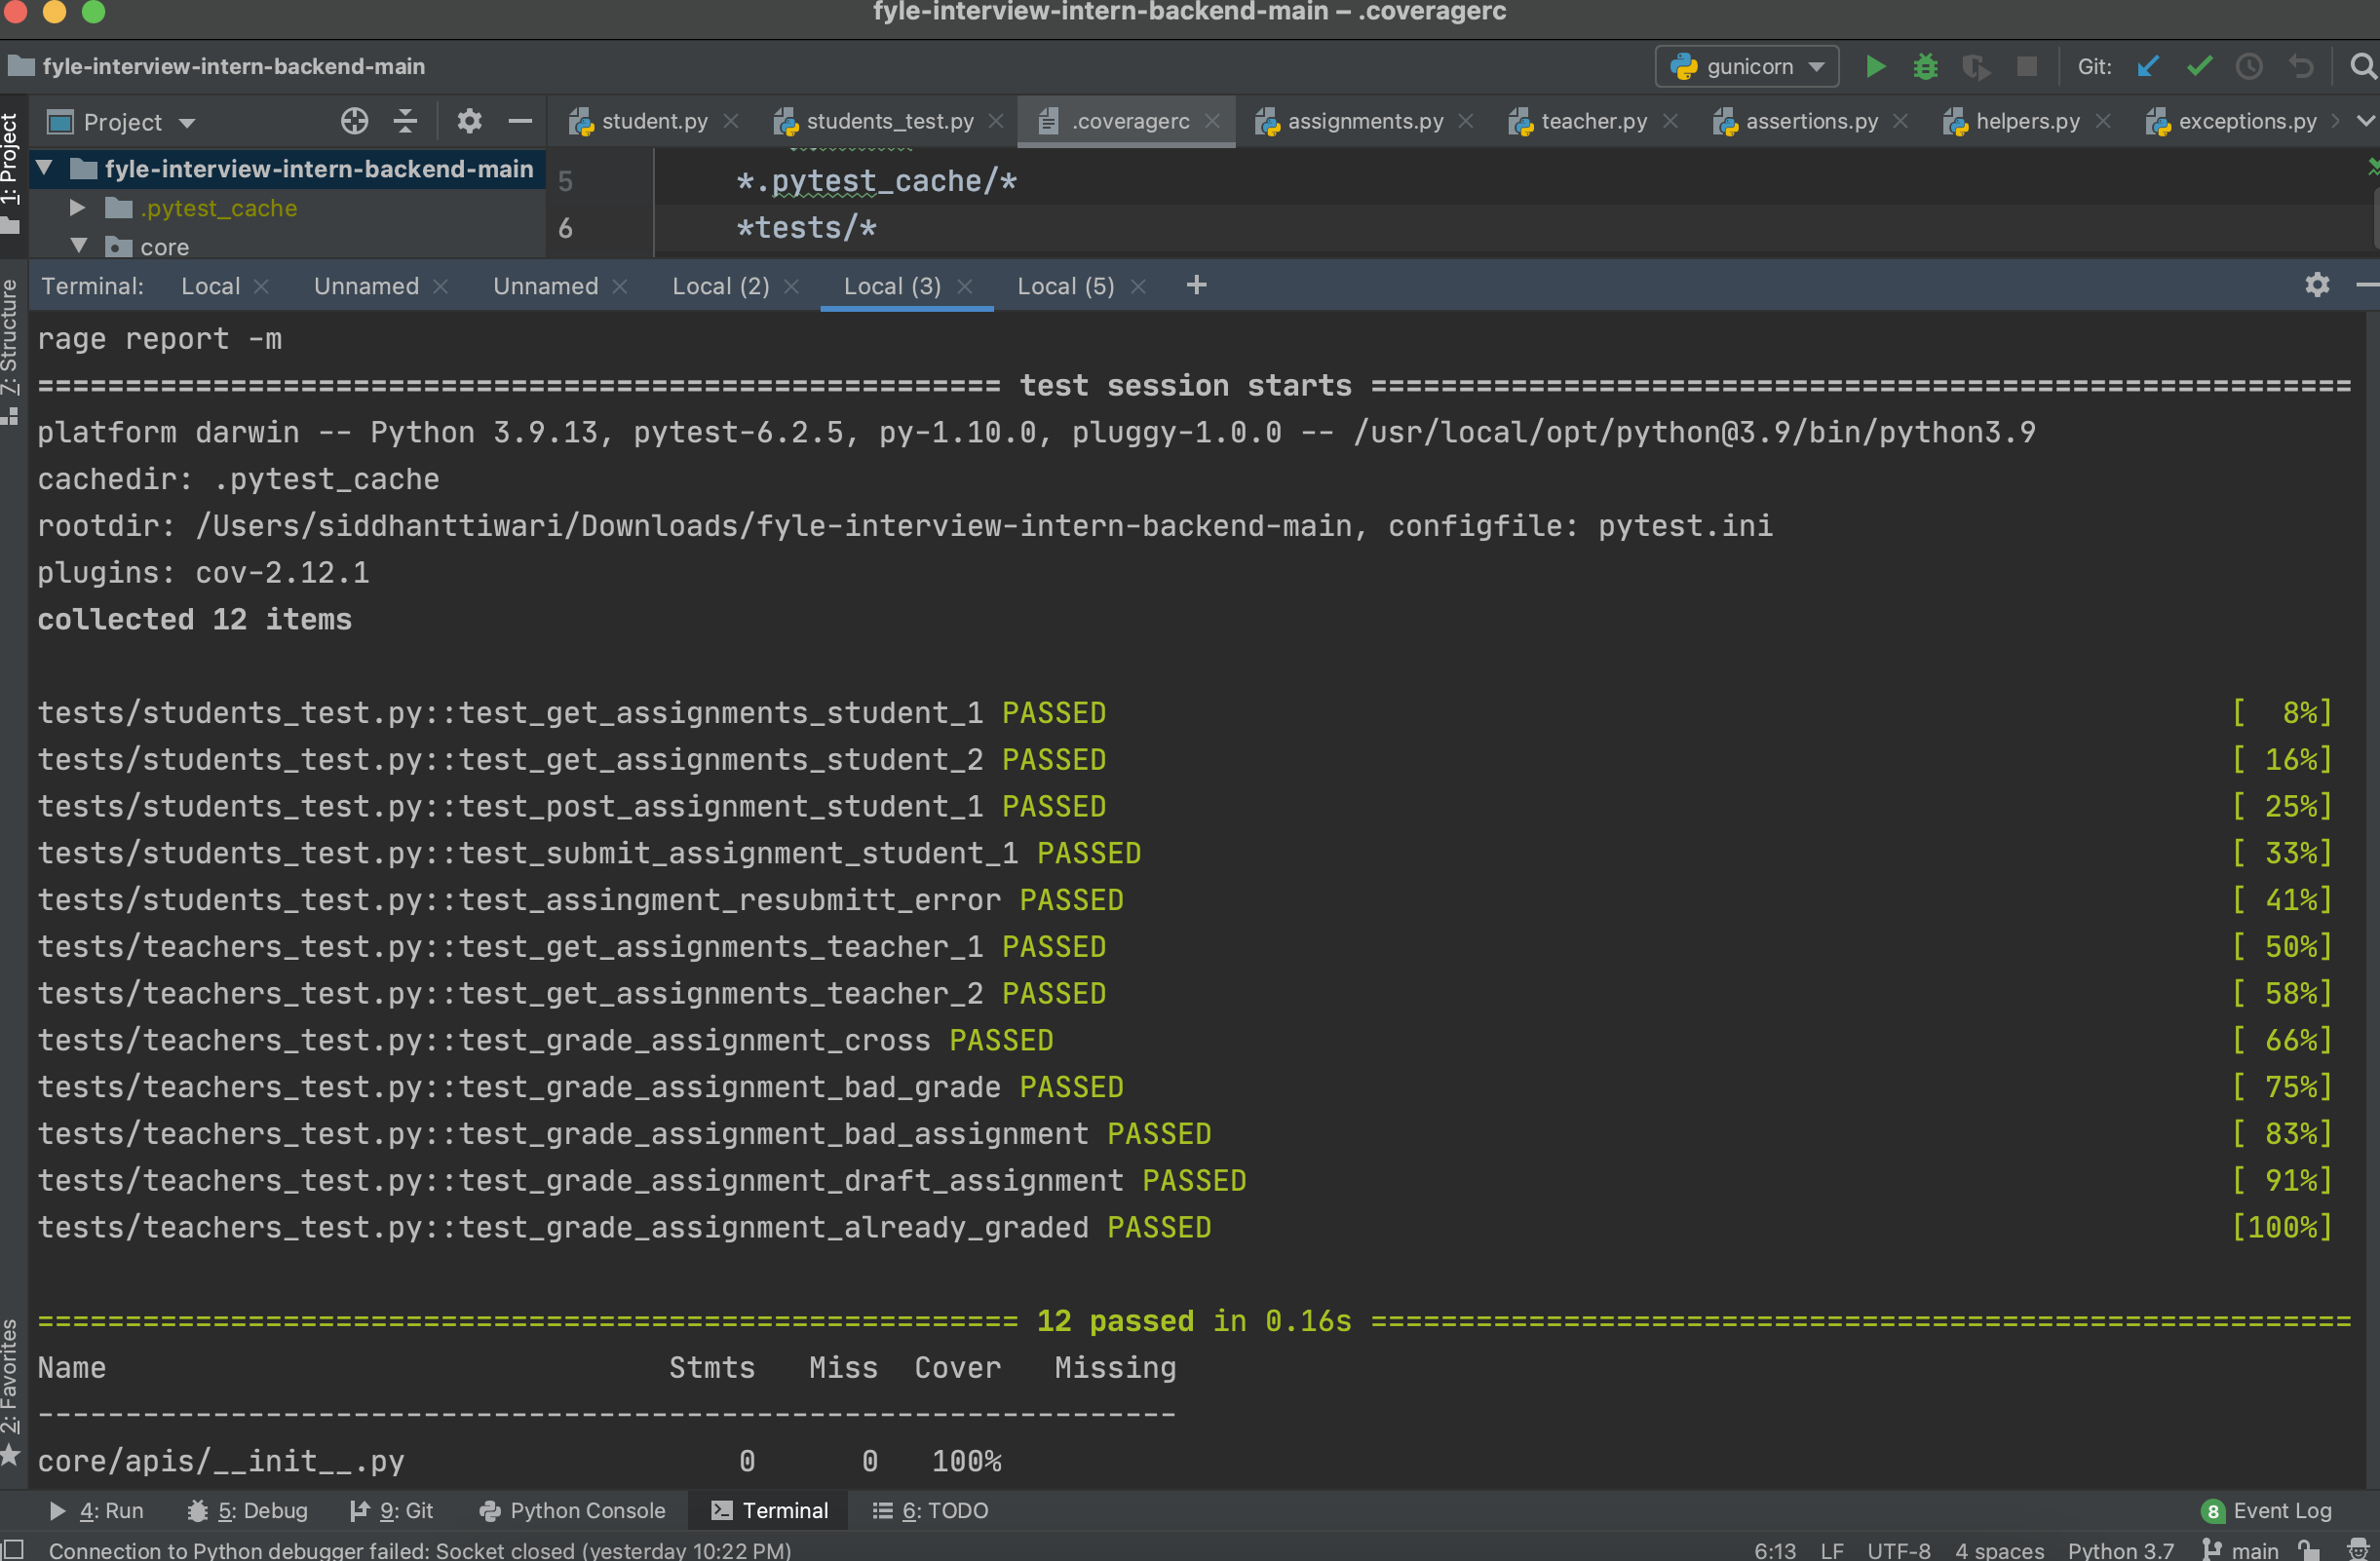 fyle-interview-intern-backend-main – .coveragerc
fyle-interview-intern-backend-main
gunicorn
Git:
1: Project
Project
student.py
students_test.py
.coveragerc
assignments.py
teacher.py
assertions.py
helpers.py
exceptions.py
fyle-interview-intern-backend-main
.pytest_cache
core
5 *.pytest_cache/*
6 *tests/*
Terminal: Local Unnamed Unnamed Local (2) Local (3) Local (5) +
Z: Structure
rage report -m
======================================================= test session starts ========================================================
platform darwin -- Python 3.9.13, pytest-6.2.5, py-1.10.0, pluggy-1.0.0 -- /usr/local/opt/python@3.9/bin/python3.9
cachedir: .pytest_cache
rootdir: /Users/siddhanttiwari/Downloads/fyle-interview-intern-backend-main, configfile: pytest.ini
plugins: cov-2.12.1
collected 12 items
tests/students_test.py::test_get_assignments_student_1 PASSED [  8%]
tests/students_test.py::test_get_assignments_student_2 PASSED [ 16%]
tests/students_test.py::test_post_assignment_student_1 PASSED [ 25%]
tests/students_test.py::test_submit_assignment_student_1 PASSED [ 33%]
tests/students_test.py::test_assingment_resubmitt_error PASSED [ 41%]
tests/teachers_test.py::test_get_assignments_teacher_1 PASSED [ 50%]
tests/teachers_test.py::test_get_assignments_teacher_2 PASSED [ 58%]
tests/teachers_test.py::test_grade_assignment_cross PASSED [ 66%]
tests/teachers_test.py::test_grade_assignment_bad_grade PASSED [ 75%]
tests/teachers_test.py::test_grade_assignment_bad_assignment PASSED [ 83%]
tests/teachers_test.py::test_grade_assignment_draft_assignment PASSED [ 91%]
tests/teachers_test.py::test_grade_assignment_already_graded PASSED [100%]
======================================================== 12 passed in 0.16s ========================================================
Name Stmts Miss Cover Missing
-----------------------------------------------------------------
core/apis/__init__.py 0 0 100%
2: Favorites
4: Run
5: Debug
9: Git
Python Console
Terminal
6: TODO
8 Event Log
Connection to Python debugger failed: Socket closed (yesterday 10:22 PM)
6:13 LF UTF-8 4 spaces Python 3.7 main